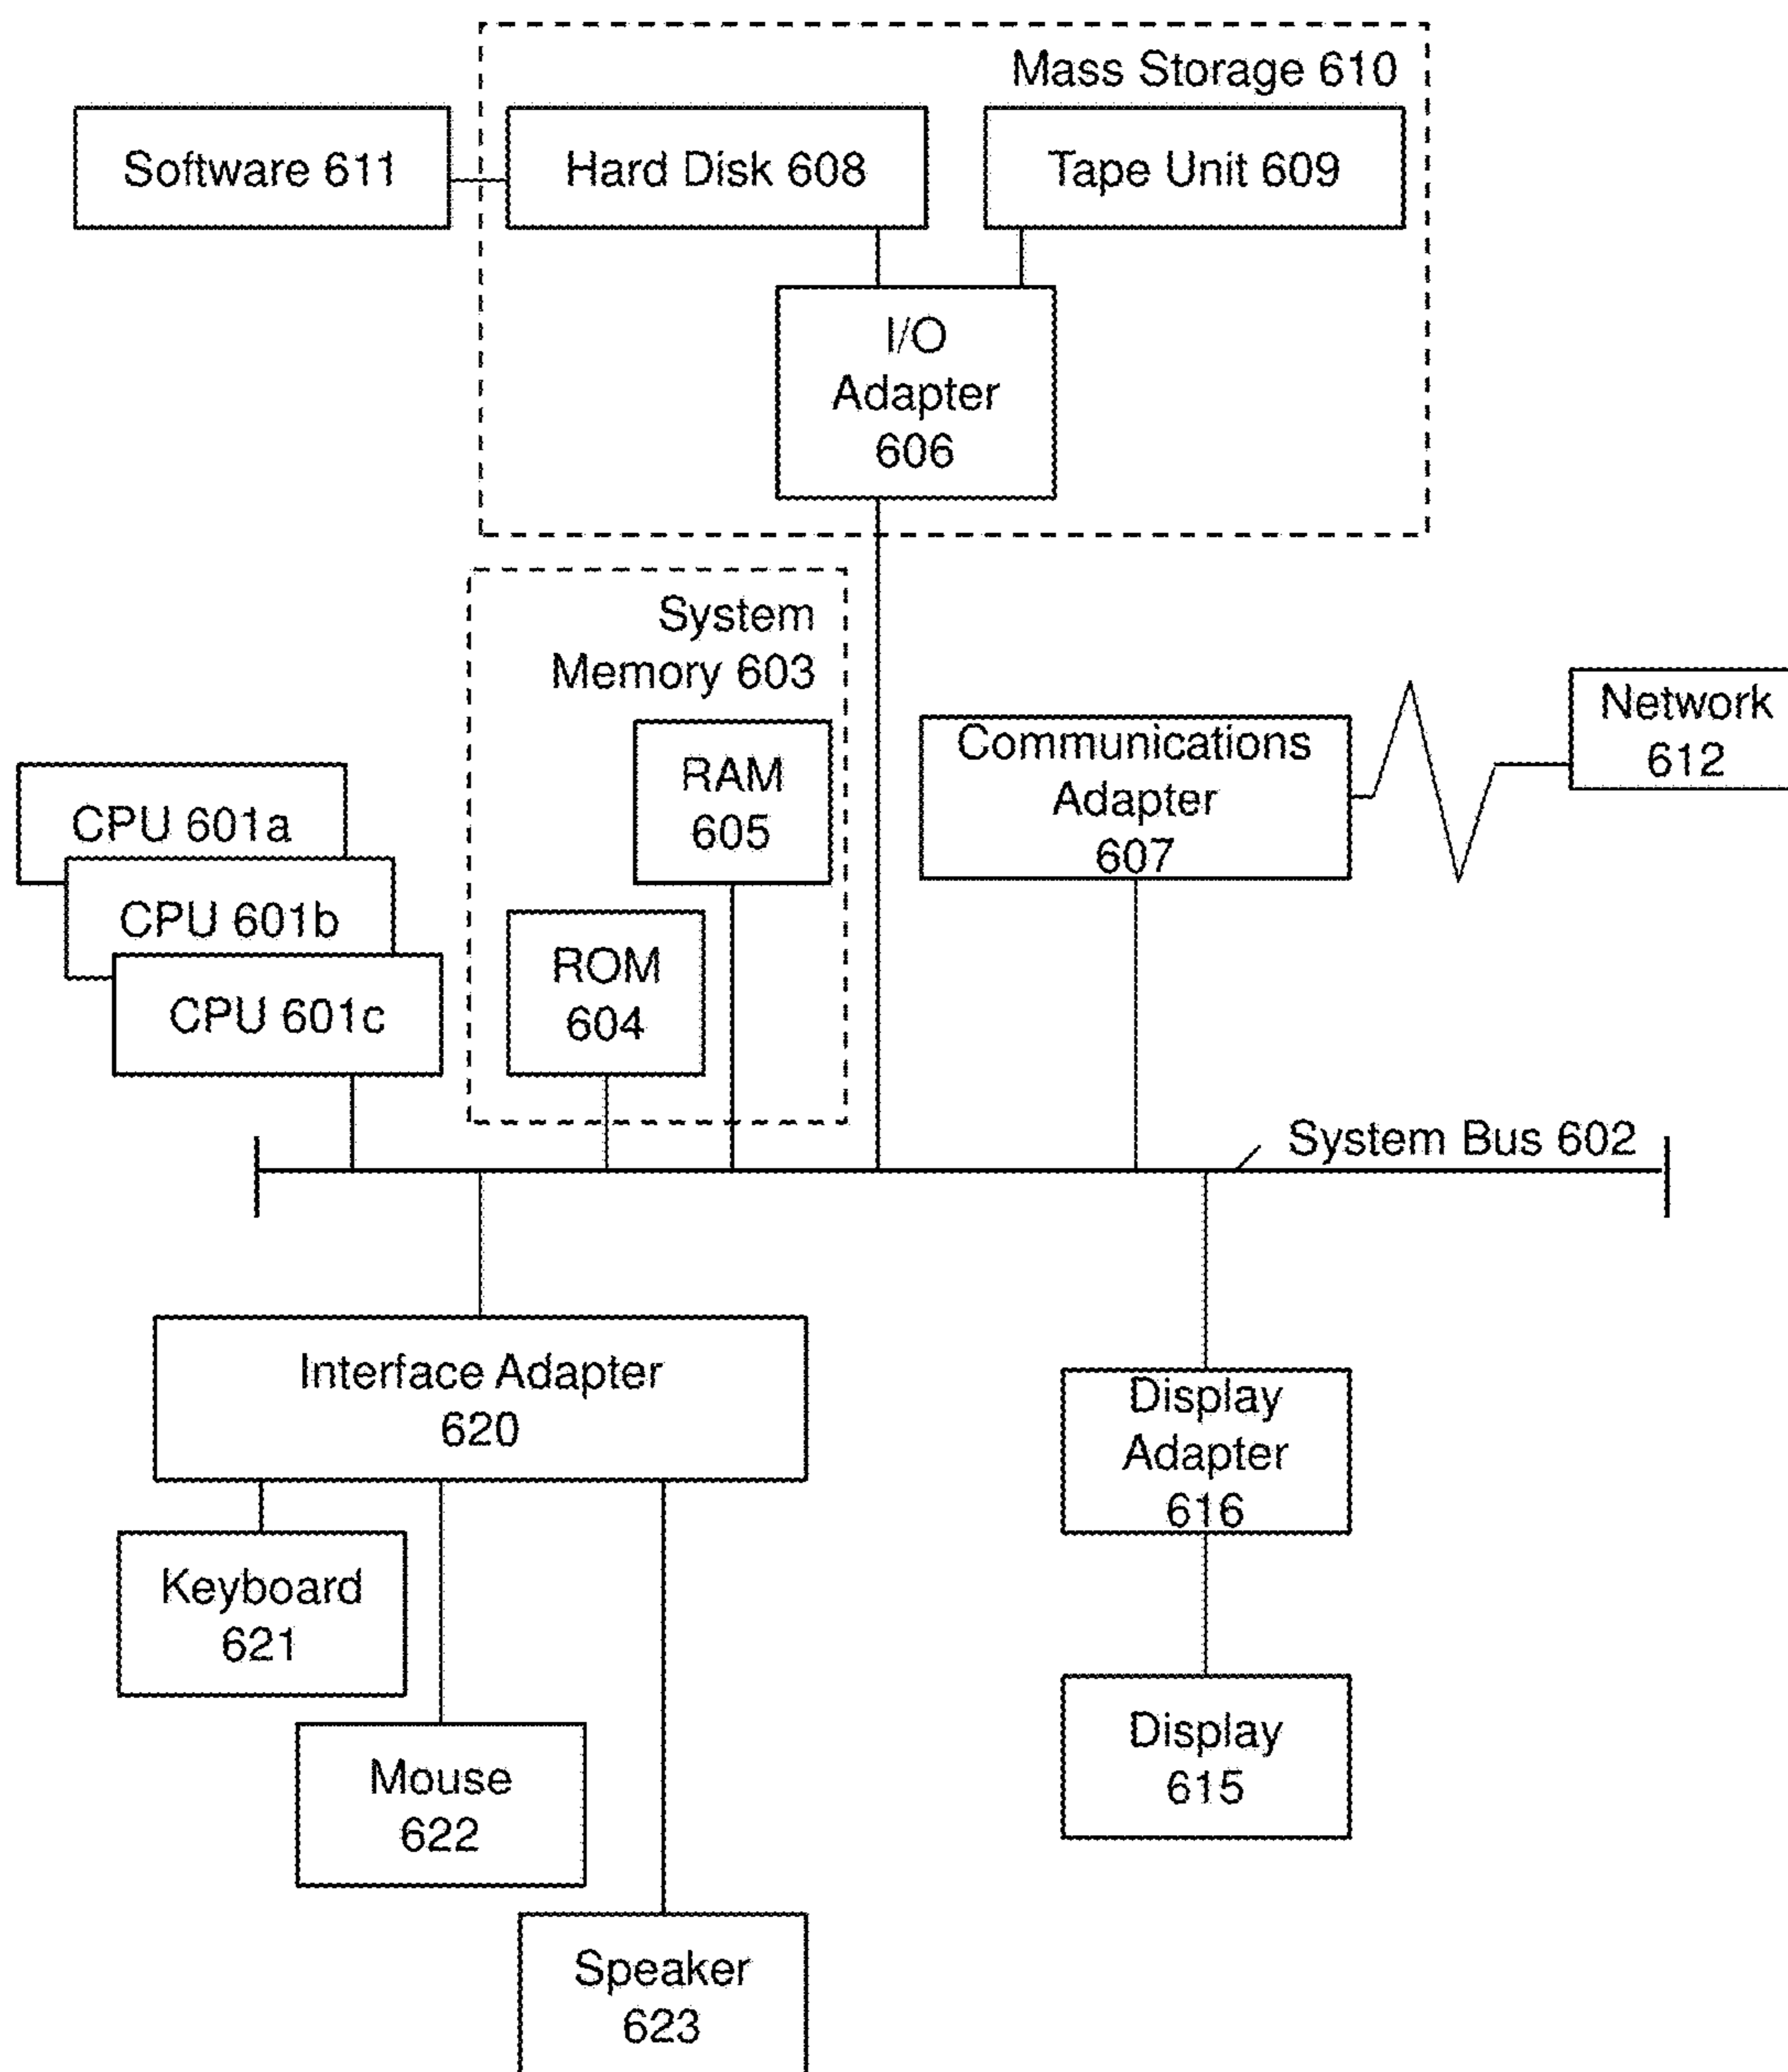 Mass Storage 610
Software 611
Hard Disk 608
Tape Unit 609
I/O
Adapter
606
System
Memory 603
RAM
605
ROM
604
CPU 601a
CPU 601b
CPU 601c
Communications
Adapter
607
Network
612
System Bus 602
Interface Adapter
620
Display
Adapter
616
Keyboard
621
Mouse
622
Display
615
Speaker
623